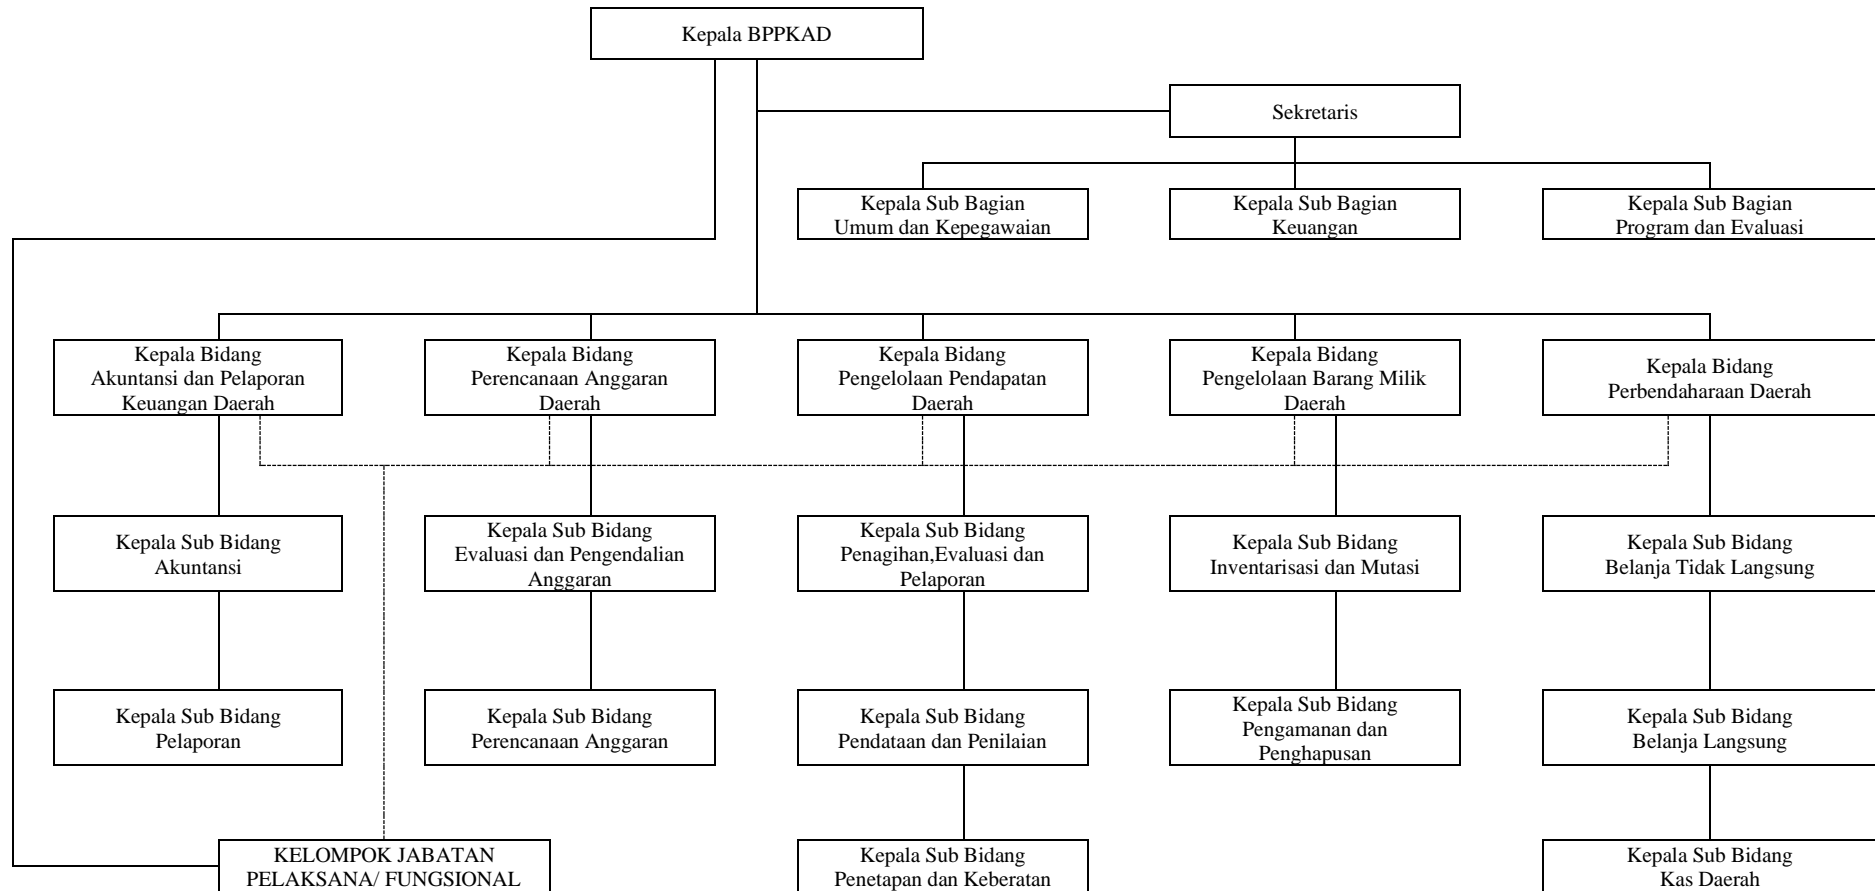 Kepala BPPKAD
Sekretaris
Kepala Sub Bagian
Umum dan Kepegawaian
Kepala Sub Bagian
Keuangan
Kepala Sub Bagian
Program dan Evaluasi
Kepala Bidang
Akuntansi dan Pelaporan
Keuangan Daerah
Kepala Bidang
Perencanaan Anggaran
Daerah
Kepala Bidang
Pengelolaan Pendapatan
Daerah
Kepala Bidang
Pengelolaan Barang Milik
Daerah
Kepala Bidang
Perbendaharaan Daerah
Kepala Sub Bidang
Akuntansi
Kepala Sub Bidang
Evaluasi dan Pengendalian
Anggaran
Kepala Sub Bidang
Penagihan,Evaluasi dan
Pelaporan
Kepala Sub Bidang
Inventarisasi dan Mutasi
Kepala Sub Bidang
Belanja Tidak Langsung
Kepala Sub Bidang
Pelaporan
Kepala Sub Bidang
Perencanaan Anggaran
Kepala Sub Bidang
Pendataan dan Penilaian
Kepala Sub Bidang
Pengamanan dan
Penghapusan
Kepala Sub Bidang
Belanja Langsung
KELOMPOK JABATAN
PELAKSANA/ FUNGSIONAL
Kepala Sub Bidang
Penetapan dan Keberatan
Kepala Sub Bidang
Kas Daerah